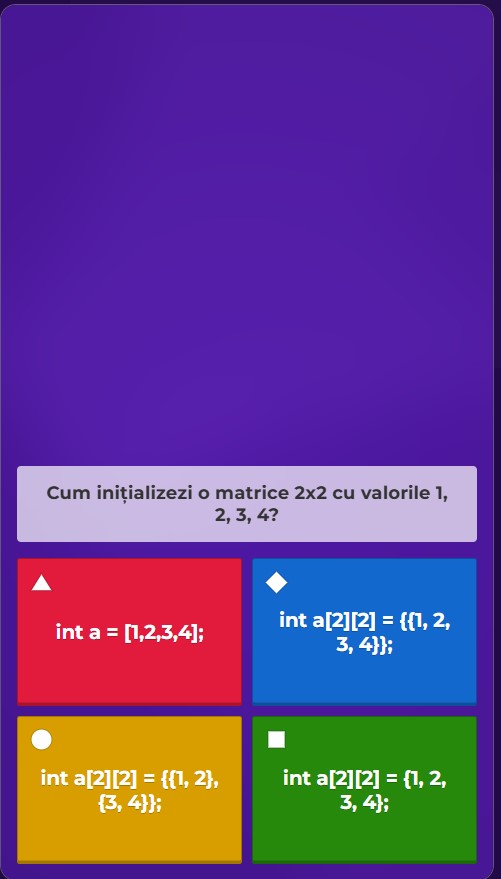 Cum inițializezi o matrice 2x2 cu valorile 1,
2, 3, 4?
int a = [1,2,3,4];
int a[2][2] = {{1, 2,
3, 4}};
int a[2][2] = {{1, 2},
{3, 4}};
int a[2][2] = {1, 2,
3, 4};